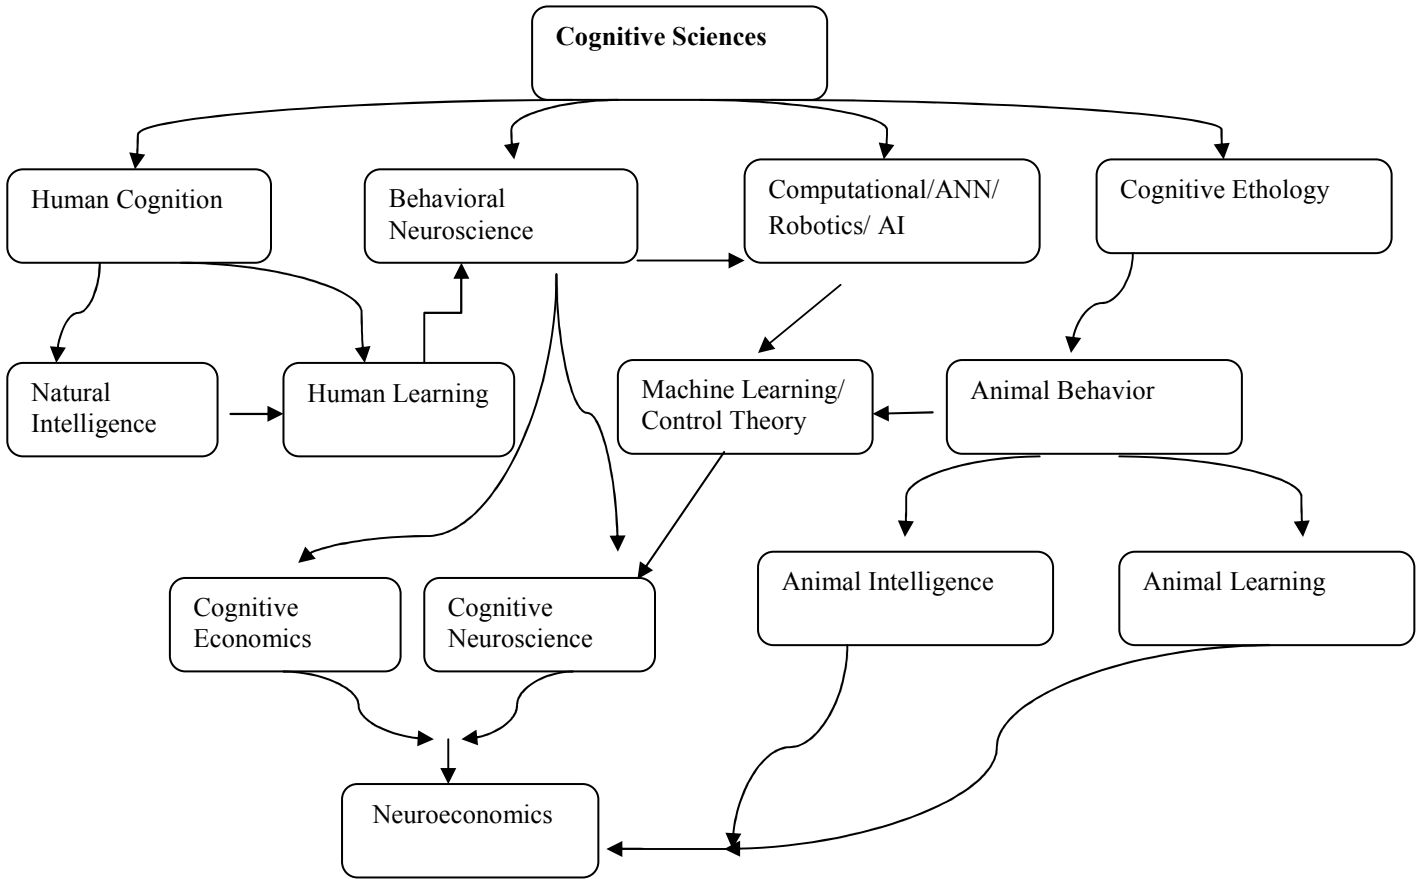 Cognitive Sciences
Human Cognition
Behavioral
Neuroscience
Computational/ANN/
Robotics/ AI
Cognitive Ethology
Natural
Intelligence
Human Learning
Machine Learning/
Control Theory
Animal Behavior
Cognitive
Economics
Cognitive
Neuroscience
Animal Intelligence
Animal Learning
Neuroeconomics